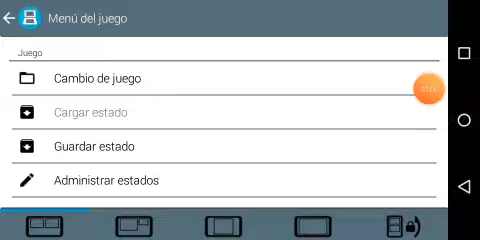 Menú del juego
Juego
Cambio de juego
Cargar estado
Guardar estado
Administrar estados